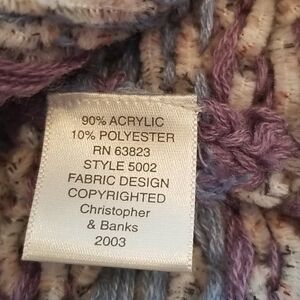 90% ACRYLIC
10% POLYESTER
RN 63823
STYLE 5002
FABRIC DESIGN
COPYRIGHTED
Christopher
& Banks
2003